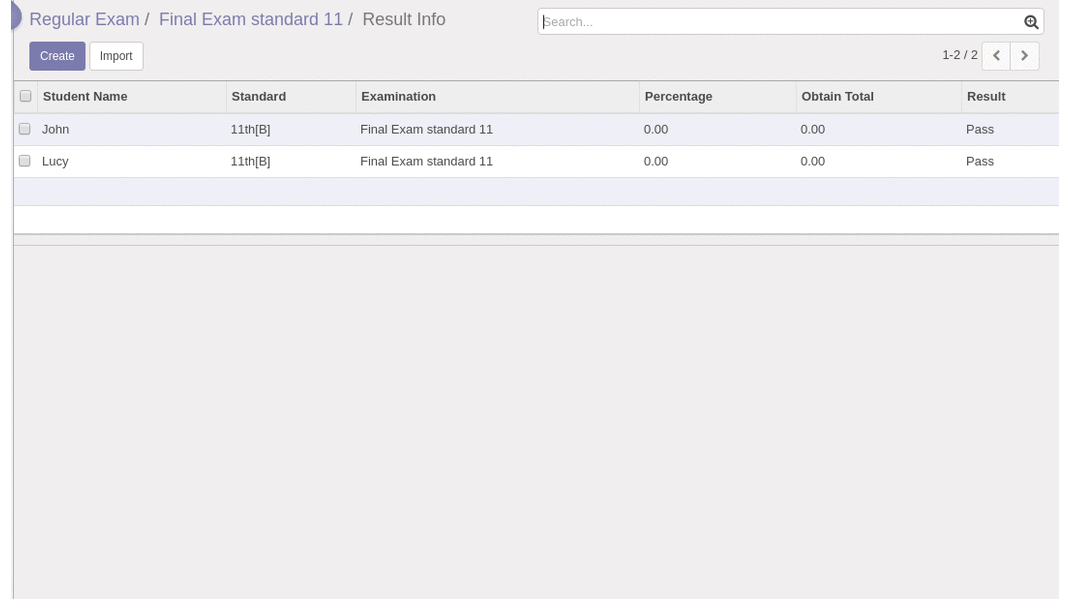 Regular Exam / Final Exam standard 11 / Result Info
Search...
Create Import
1-2 / 2
Student Name Standard Examination Percentage Obtain Total Result
John 11th[B] Final Exam standard 11 0.00 0.00 Pass
Lucy 11th[B] Final Exam standard 11 0.00 0.00 Pass